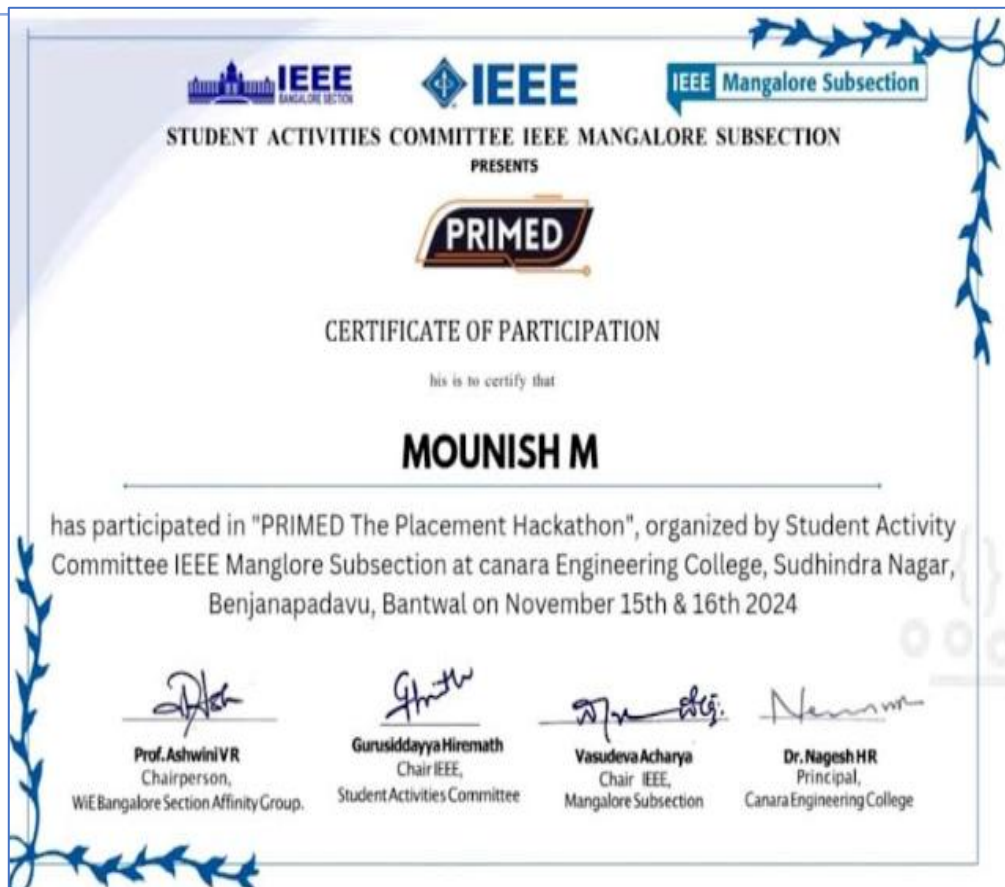 IEEE
BANGALORE SECTION
IEEE
IEEE Mangalore Subsection
STUDENT ACTIVITIES COMMITTEE IEEE MANGALORE SUBSECTION
PRESENTS
PRIMED
CERTIFICATE OF PARTICIPATION
his is to certify that
MOUNISH M
has participated in "PRIMED The Placement Hackathon", organized by Student Activity
Committee IEEE Manglore Subsection at canara Engineering College, Sudhindra Nagar,
Benjanapadavu, Bantwal on November 15th & 16th 2024
Prof. Ashwini V R
Chairperson,
WiE Bangalore Section Affinity Group.
Gurusiddayya Hiremath
Chair IEEE,
Student Activities Committee
Vasudeva Acharya
Chair IEEE,
Mangalore Subsection
Dr. Nagesh HR
Principal,
Canara Engineering College